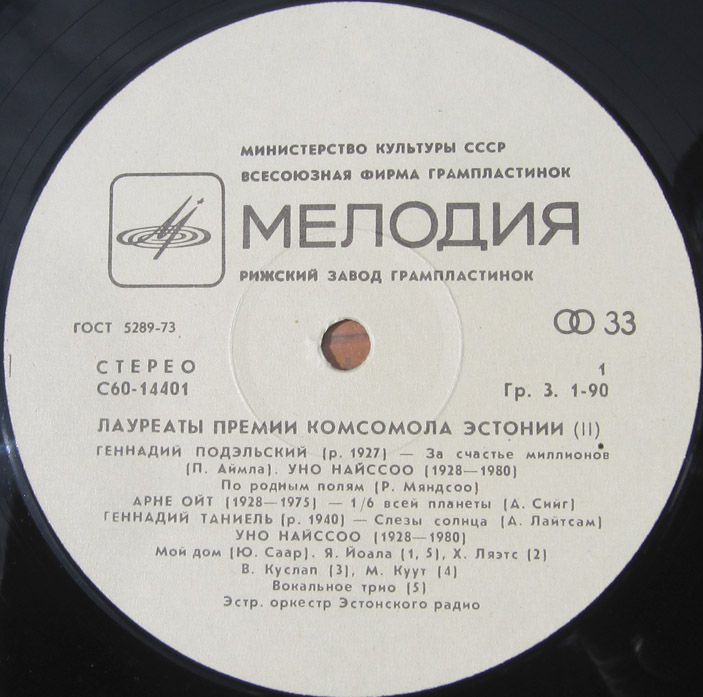 МИНИСТЕРСТВО КУЛЬТУРЫ СССР
ВСЕСОЮЗНАЯ ФИРМА ГРАМПЛАСТИНОК
МЕЛОДИЯ
РИЖСКИЙ ЗАВОД ГРАМПЛАСТИНОК
ГОСТ 5289-73
33
СТЕРЕО
1
С60-14401
Гр. 3. 1-90
ЛАУРЕАТЫ ПРЕМИИ КОМСОМОЛА ЭСТОНИИ (II)
ГЕННАДИЙ ПОДЭЛЬСКИЙ (р. 1927) — За счастье миллионов
(П. Аймла). УНО НАЙССОО (1928—1980)
По родным полям (Р. Мяндсоо)
АРНЕ ОЙТ (1928—1975) — 1/6 всей планеты (Д. Сийг)
ГЕННАДИЙ ТАНИЕЛЬ (р. 1940) — Слезы солнца (Д. Лайтсам)
УНО НАЙССОО (1928—1980)
Мой дом (Ю. Саар). Я. Йоала (1, 5), Х. Ляэтс (2)
В. Куслап (3), М. Куут (4)
Вокальное трио (5)
Эстр. оркестр Эстонского радио